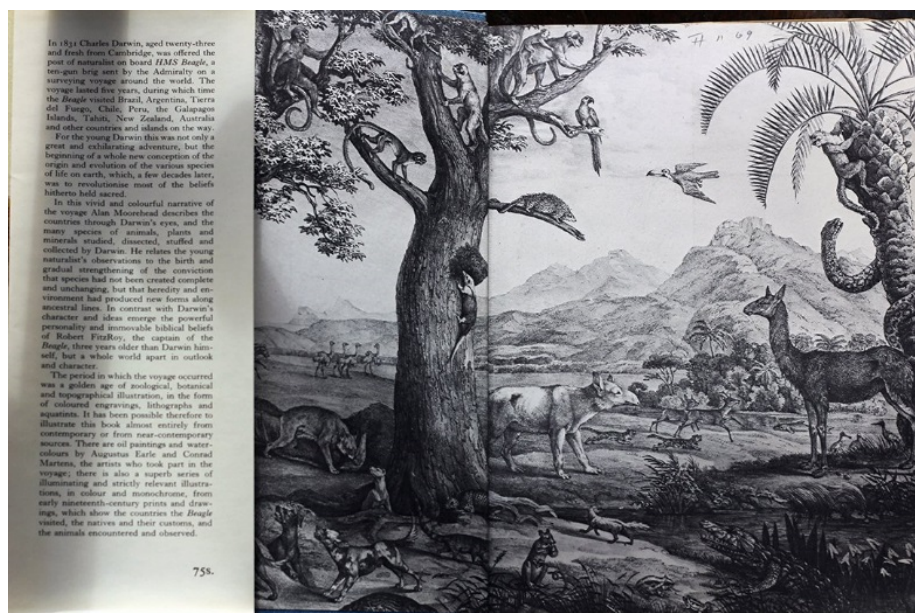 In 1831 Charles Darwin, aged twenty-three
and fresh from Cambridge, was offered the
post of naturalist on board HMS Beagle, a
ten-gun brig sent by the Admiralty on a
surveying voyage around the world. The
voyage lasted five years, during which time
the Beagle visited Brazil, Argentina, Tierra
del Fuego, Chile, Peru, the Galapagos
Islands, Tahiti, New Zealand, Australia
and other countries and islands on the way.
For the young Darwin this was not only a
great and exhilarating adventure, but the
beginning of a whole new conception of the
origin and evolution of the various species
of life on earth, which, a few decades later,
was to revolutionise most of the beliefs
hitherto held sacred.
In this vivid and colourful narrative of
the voyage Alan Moorehead describes the
countries through Darwin's eyes, and the
many species of animals, plants and
minerals studied, dissected, stuffed and
collected by Darwin. He relates the young
naturalist's observations to the birth and
gradual strengthening of the conviction
that species had not been created complete
and unchanging, but that heredity and en-
vironment had produced new forms along
ancestral lines. In contrast with Darwin's
character and ideas emerge the powerful
personality and immovable biblical beliefs
of Robert FitzRoy, the captain of the
Beagle, three years older than Darwin him-
self, but a whole world apart in outlook
and character.
The period in which the voyage occurred
was a golden age of zoological, botanical
and topographical illustration, in the form
of coloured engravings, lithographs and
aquatints. It has been possible therefore to
illustrate this book almost entirely from
contemporary or from near-contemporary
sources. There are oil paintings and water-
colours by Augustus Earle and Conrad
Martens, the artists who took part in the
voyage; there is also a superb series of
illuminating and strictly relevant illustra-
tions, in colour and monochrome, from
early nineteenth-century prints and draw-
ings, which show the countries the Beagle
visited, the natives and their customs, and
the animals encountered and observed.
75s.
69